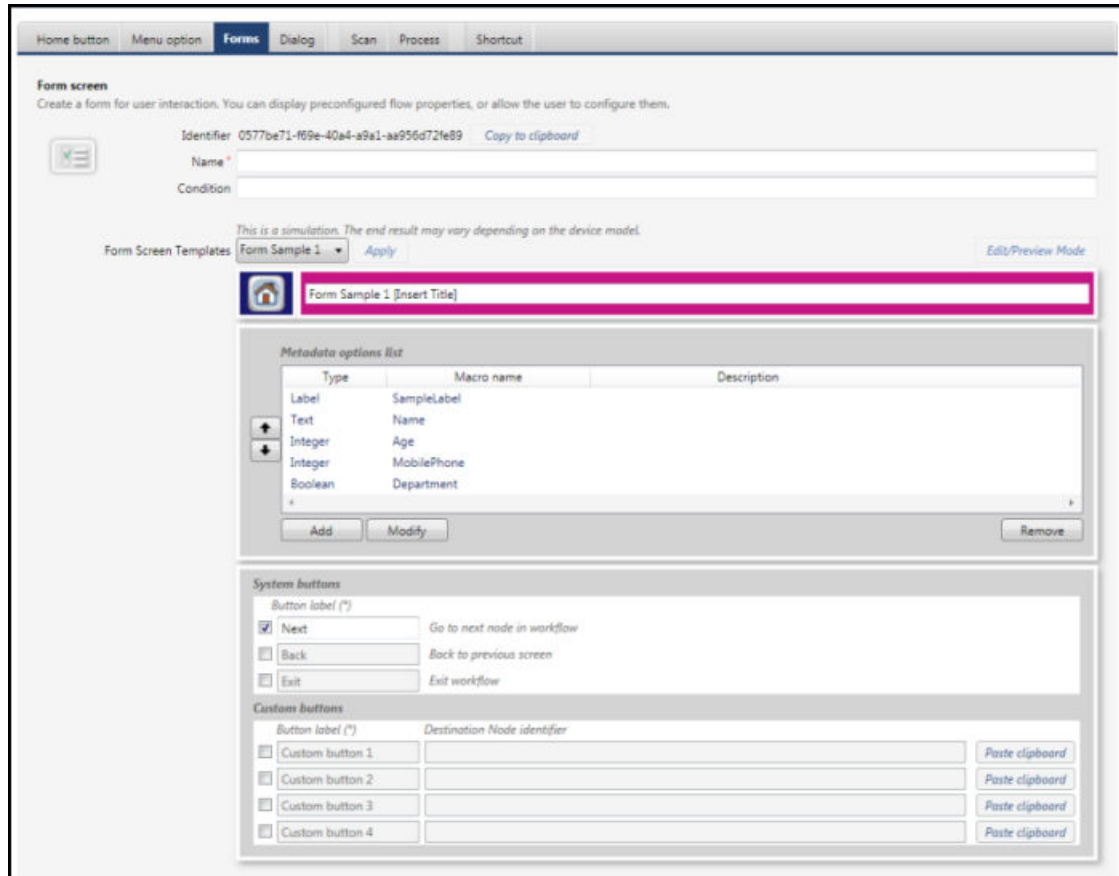 Home button Menu option Forms Dialog Scan Process Shortcut
Form screen
Create a form for user interaction. You can display preconfigured flow properties, or allow the user to configure them.
Identifier 0577be71-f69e-40a4-a9a1-aa956d72fe89 Copy to clipboard
Name *
Condition
This is a simulation. The end result may vary depending on the device model.
Form Screen Templates Form Sample 1 Apply Edit/Preview Mode
Form Sample 1 [Insert Title]
Metadata options list
Type Macro name Description
Label SampleLabel
Text Name
Integer Age
Integer MobilePhone
Boolean Department
Add Modify Remove
System buttons
Button label (*)
Next Go to next node in workflow
Back Back to previous screen
Exit Exit workflow
Custom buttons
Button label (*) Destination Node identifier
Custom button 1 Paste clipboard
Custom button 2 Paste clipboard
Custom button 3 Paste clipboard
Custom button 4 Paste clipboard